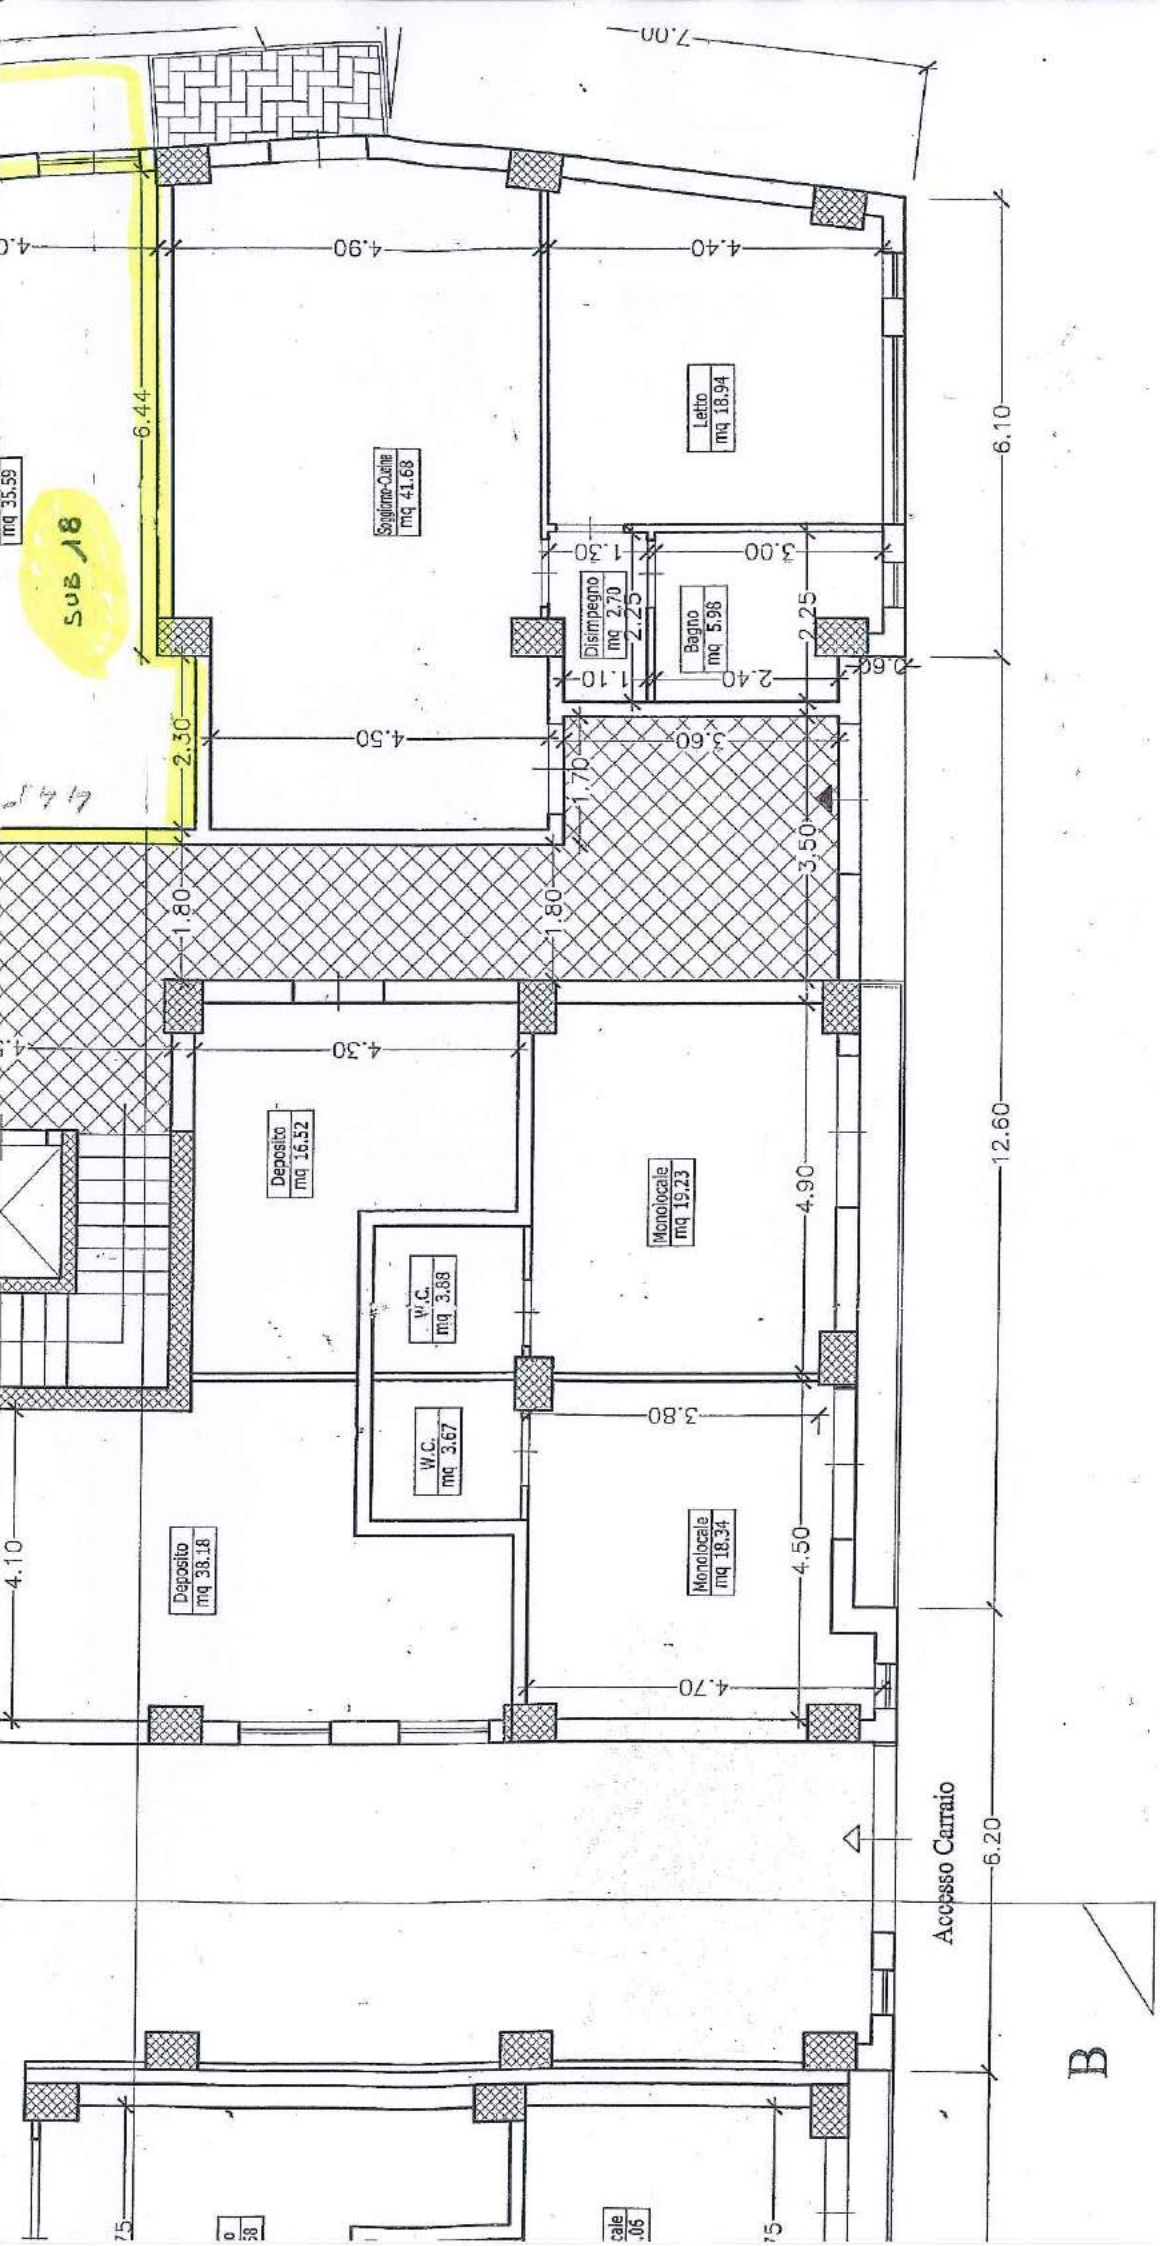 7.00
4.90
4.40
6.44
mq 35.59
SUB 18
Soggiorno-Cucina
mq 41.68
Letto
mq 18.94
6.10
1.30
3.00
Disimpegno
mq 2.70
2.25
Bagno
mq 5.98
2.25
1.10
2.40
0.60
2.30
4.50
3.60
1.70
3.50
1.80
1.80
4.30
Deposito
mq 16.52
Monolocale
mq 19.23
4.90
12.60
W.C.
mq 3.88
W.C.
mq 3.67
3.80
4.10
Deposito
mq 38.18
Monolocale
mq 18.34
4.50
4.70
Accesso Carraio
6.20
B
75
cale
.06
75